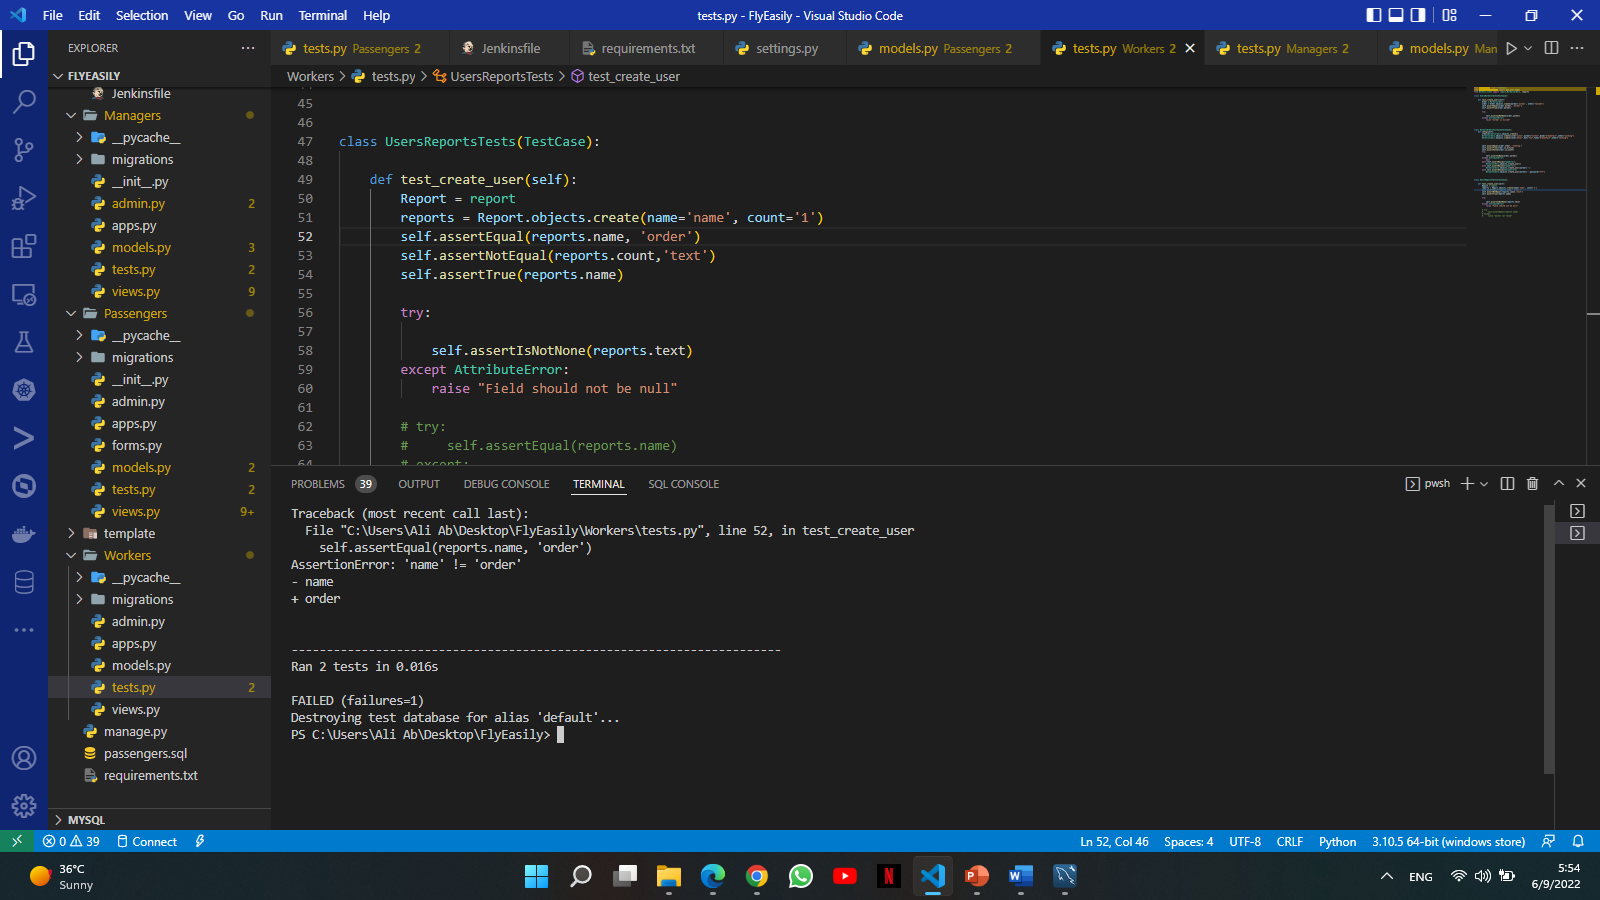 File Edit Selection View Go Run Terminal Help
tests.py - FlyEasily - Visual Studio Code
EXPLORER
FLYEASILY
Jenkinsfile
Managers
__pycache__
migrations
__init__.py
admin.py 2
apps.py
models.py 3
tests.py 2
views.py 9
Passengers
__pycache__
migrations
__init__.py
admin.py
apps.py
forms.py
models.py 2
tests.py 2
views.py 9+
template
Workers
__pycache__
migrations
admin.py
apps.py
models.py
tests.py 2
views.py
manage.py
passengers.sql
requirements.txt
MYSQL
tests.py Passengers 2 Jenkinsfile requirements.txt settings.py models.py Passengers 2 tests.py Workers 2 tests.py Managers 2 models.py Man
Workers > tests.py > UsersReportsTests > test_create_user
45
46
47 class UsersReportsTests(TestCase):
48
49 def test_create_user(self):
50 Report = report
51 reports = Report.objects.create(name='name', count='1')
52 self.assertEqual(reports.name, 'order')
53 self.assertNotEqual(reports.count,'text')
54 self.assertTrue(reports.name)
55
56 try:
57
58 self.assertIsNotNone(reports.text)
59 except AttributeError:
60 raise "Field should not be null"
61
62 # try:
63 # self.assertEqual(reports.name)
64 # except:
PROBLEMS 39 OUTPUT DEBUG CONSOLE TERMINAL SQL CONSOLE
pwsh
Traceback (most recent call last):
File "C:\Users\Ali Ab\Desktop\FlyEasily\Workers\tests.py", line 52, in test_create_user
self.assertEqual(reports.name, 'order')
AssertionError: 'name' != 'order'
- name
+ order
----------------------------------------------------------------------
Ran 2 tests in 0.016s
FAILED (failures=1)
Destroying test database for alias 'default'...
PS C:\Users\Ali Ab\Desktop\FlyEasily>
0 39 Connect
Ln 52, Col 46 Spaces: 4 UTF-8 CRLF Python 3.10.5 64-bit (windows store)
36°C
Sunny
ENG
5:54
6/9/2022